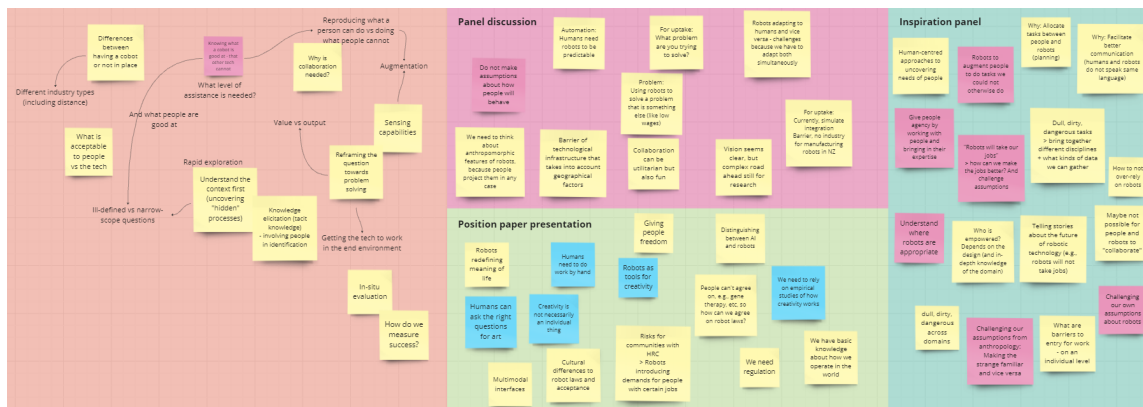 Differences
between
having a cobot
or not in place
Different industry types
(including distance)
Knowing what
a robot is
good at - that
What level of
assistance is needed?
And what people are
good at
Reproducing what a
person can do vs doing
what people cannot
Why is
collaboration
needed?
Augmentation
Sensing
capabilities
Value vs output
What is
acceptable
to people
vs the tech
Rapid exploration
Understand the
context first
(uncovering
"hidden"
processes)
Reframing the
question towards
problem
solving
Ill-defined vs narrow-
scope questions
Knowledge
elicitation (tacit
knowledge)
- involving people in
identification
Getting the tech to work
in the end environment
In-situ
evaluation
How do we
measure
success?
Panel discussion
Automation:
Humans need
robots to be
predictable
For uptake:
What problem
are you trying
to solve?
Robots adapting to
humans and vice
versa - challenges
because we have to
adapt both
simultaneously
Do not make
assumptions
about how
people will
behave
Problem:
Using robots to
solve a problem
that is something
else (like low
wages)
For uptake:
Currently, simulate
integration
Barrier, no industry
for manufacturing
robots in NZ
We need to think
about
anthropomorphic
features of robots,
because people
project them in any
case
Barrier of
technological
infrastructure that
takes into account
geographical
factors
Collaboration
can be
utilitarian
but also fun
Vision seems
clear, but
complex road
ahead still for
research
Position paper presentation
Robots
redefining
meaning of
life
Humans
need to do
work by hand
Giving
people
freedom
Robots as
tools for
creativity
Distinguishing
between AI
and robots
People can't agree
on, e.g., gene
therapy, etc. so
how can we agree
on robot laws?
We need to rely
on empirical
studies of how
creativity works
Humans can
ask the right
questions
for art
Creativity is
not
necessarily
an individual
thing
Multimodal
interfaces
Cultural
differences to
robot laws and
acceptance
Risks for
communities with
HRC
> Robots
introducing
demands for people
with certain jobs
We need
regulation
We have basic
knowledge
about how we
operate in the
world
Inspiration panel
Human-centred
approaches to
uncovering
needs of people
Robots to
augment people
to do tasks we
could not
otherwise do
Why: Allocate
tasks between
people and
robots
(planning)
Why: Facilitate
better
communication
(humans and robots
do not speak same
language)
Give people
agency by
working with
people and
bringing in their
expertise
"Robots will take our
jobs"
> how can we make
the jobs better? And
challenge
assumptions
Dull, dirty,
dangerous tasks
> bring together
different disciplines
+ what kinds of data
we can gather
How to not
over-rely
on robots
Understand
where
robots are
appropriate
Who is
empowered?
Depends on the
design (and in-
depth knowledge of
the domain)
Telling stories
about the future
of robotic
technology (e.g.,
robots will not
take jobs)
Maybe not
possible for
people and
robots to
"collaborate"
dull, dirty,
dangerous
across
domains
Challenging our
assumptions from
anthropology:
Making the
strange familiar
and vice versa
What are
barriers to
entry for work
- on an
individual level
Challenging
our own
assumptions
about robots